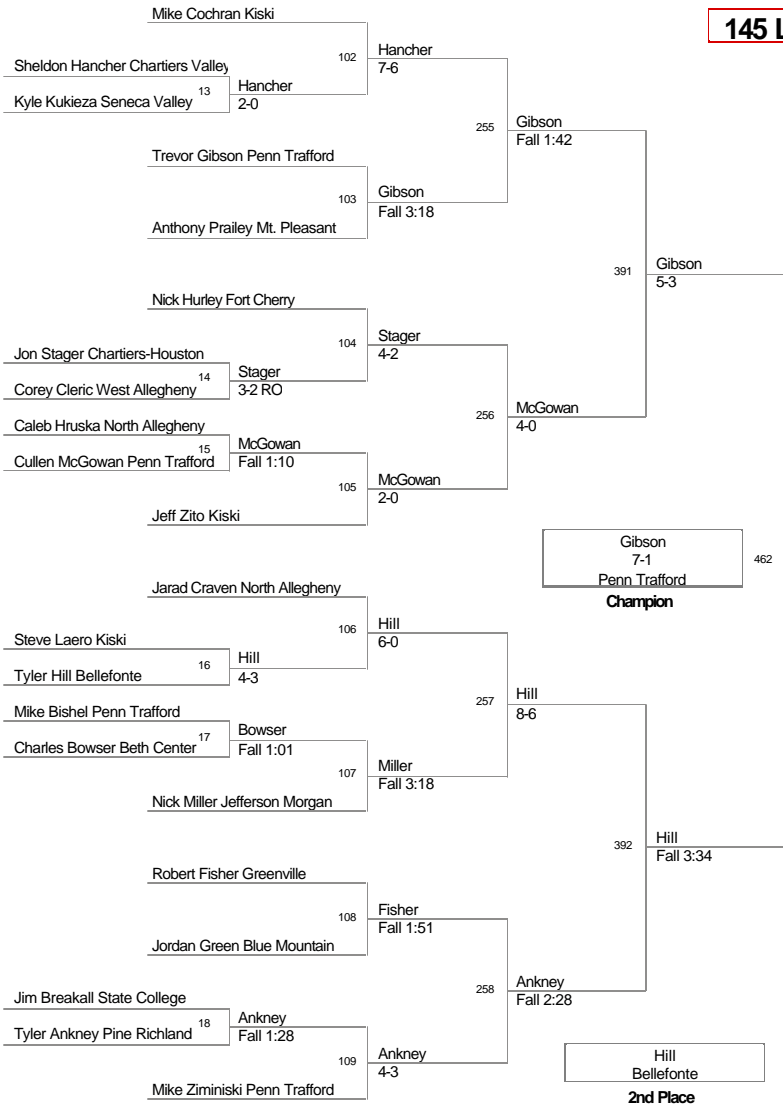 Mike Cochran Kiski
145 L
102
Hancher
7-6
Sheldon Hancher Chartiers Valley
13
Hancher
2-0
Kyle Kukieza Seneca Valley
255
Gibson
Fall 1:42
Trevor Gibson Penn Trafford
103
Gibson
Fall 3:18
Anthony Prailey Mt. Pleasant
391
Gibson
5-3
Nick Hurley Fort Cherry
104
Stager
4-2
Jon Stager Chartiers-Houston
14
Stager
3-2 RO
Corey Cleric West Allegheny
256
McGowan
4-0
Caleb Hruska North Allegheny
15
McGowan
Fall 1:10
Cullen McGowan Penn Trafford
105
McGowan
2-0
Jeff Zito Kiski
Gibson
7-1
Penn Trafford
462
Champion
Jarad Craven North Allegheny
106
Hill
6-0
Steve Laero Kiski
16
Hill
4-3
Tyler Hill Bellefonte
257
Hill
8-6
Mike Bishel Penn Trafford
17
Bowser
Fall 1:01
Charles Bowser Beth Center
107
Miller
Fall 3:18
Nick Miller Jefferson Morgan
392
Hill
Fall 3:34
Robert Fisher Greenville
108
Fisher
Fall 1:51
Jordan Green Blue Mountain
258
Ankney
Fall 2:28
Jim Breakall State College
18
Ankney
Fall 1:28
Tyler Ankney Pine Richland
109
Ankney
4-3
Mike Ziminiski Penn Trafford
Hill
Bellefonte
2nd Place